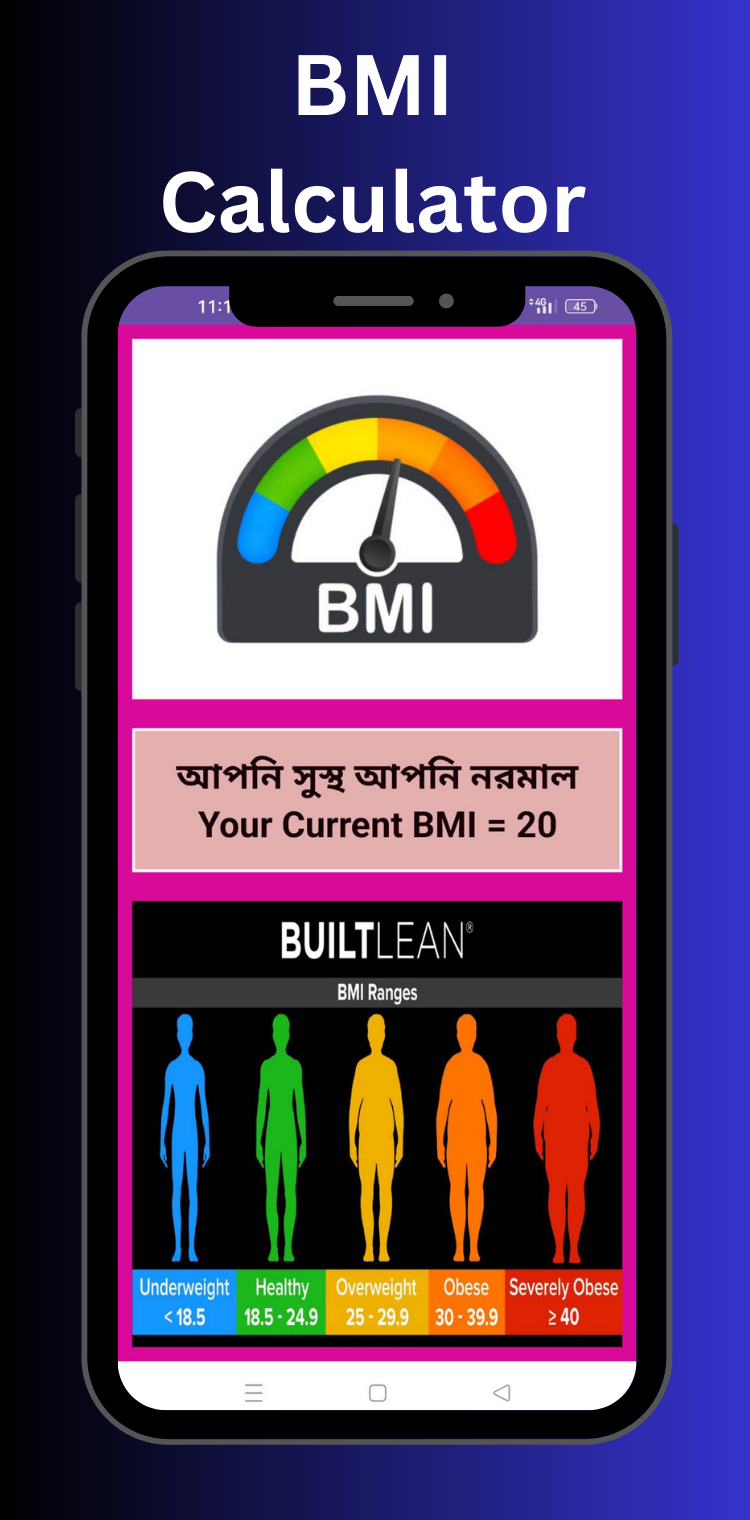 BMI
Calculator
11:1
4G
45
BMI
আপনি সুস্থ আপনি নরমাল
Your Current BMI = 20
BUILTLEAN®
BMI Ranges
Underweight Healthy Overweight Obese Severely Obese
< 18.5 18.5 - 24.9 25 - 29.9 30 - 39.9 ≥ 40